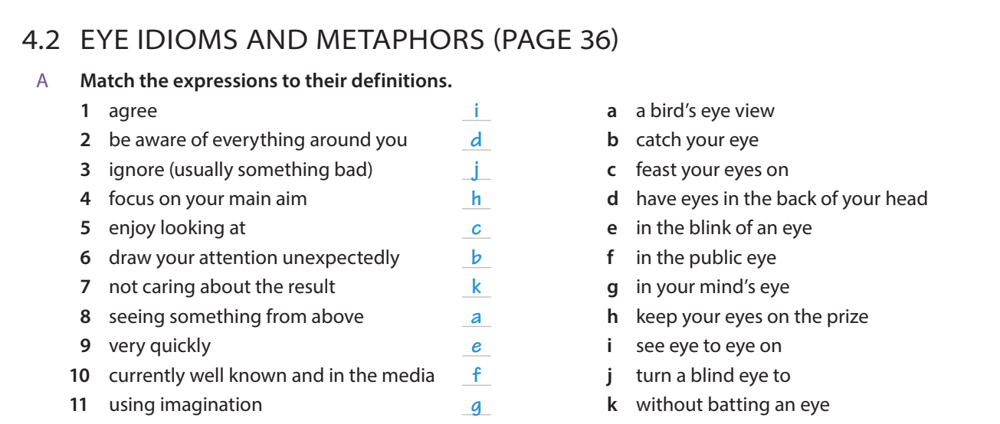 4.2 EYE IDIOMS AND METAPHORS (PAGE 36)
A Match the expressions to their definitions.
1 agree i a a bird’s eye view
2 be aware of everything around you d b catch your eye
3 ignore (usually something bad) j c feast your eyes on
4 focus on your main aim h d have eyes in the back of your head
5 enjoy looking at c e in the blink of an eye
6 draw your attention unexpectedly b f in the public eye
7 not caring about the result k g in your mind’s eye
8 seeing something from above a h keep your eyes on the prize
9 very quickly e i see eye to eye on
10 currently well known and in the media f j turn a blind eye to
11 using imagination g k without batting an eye